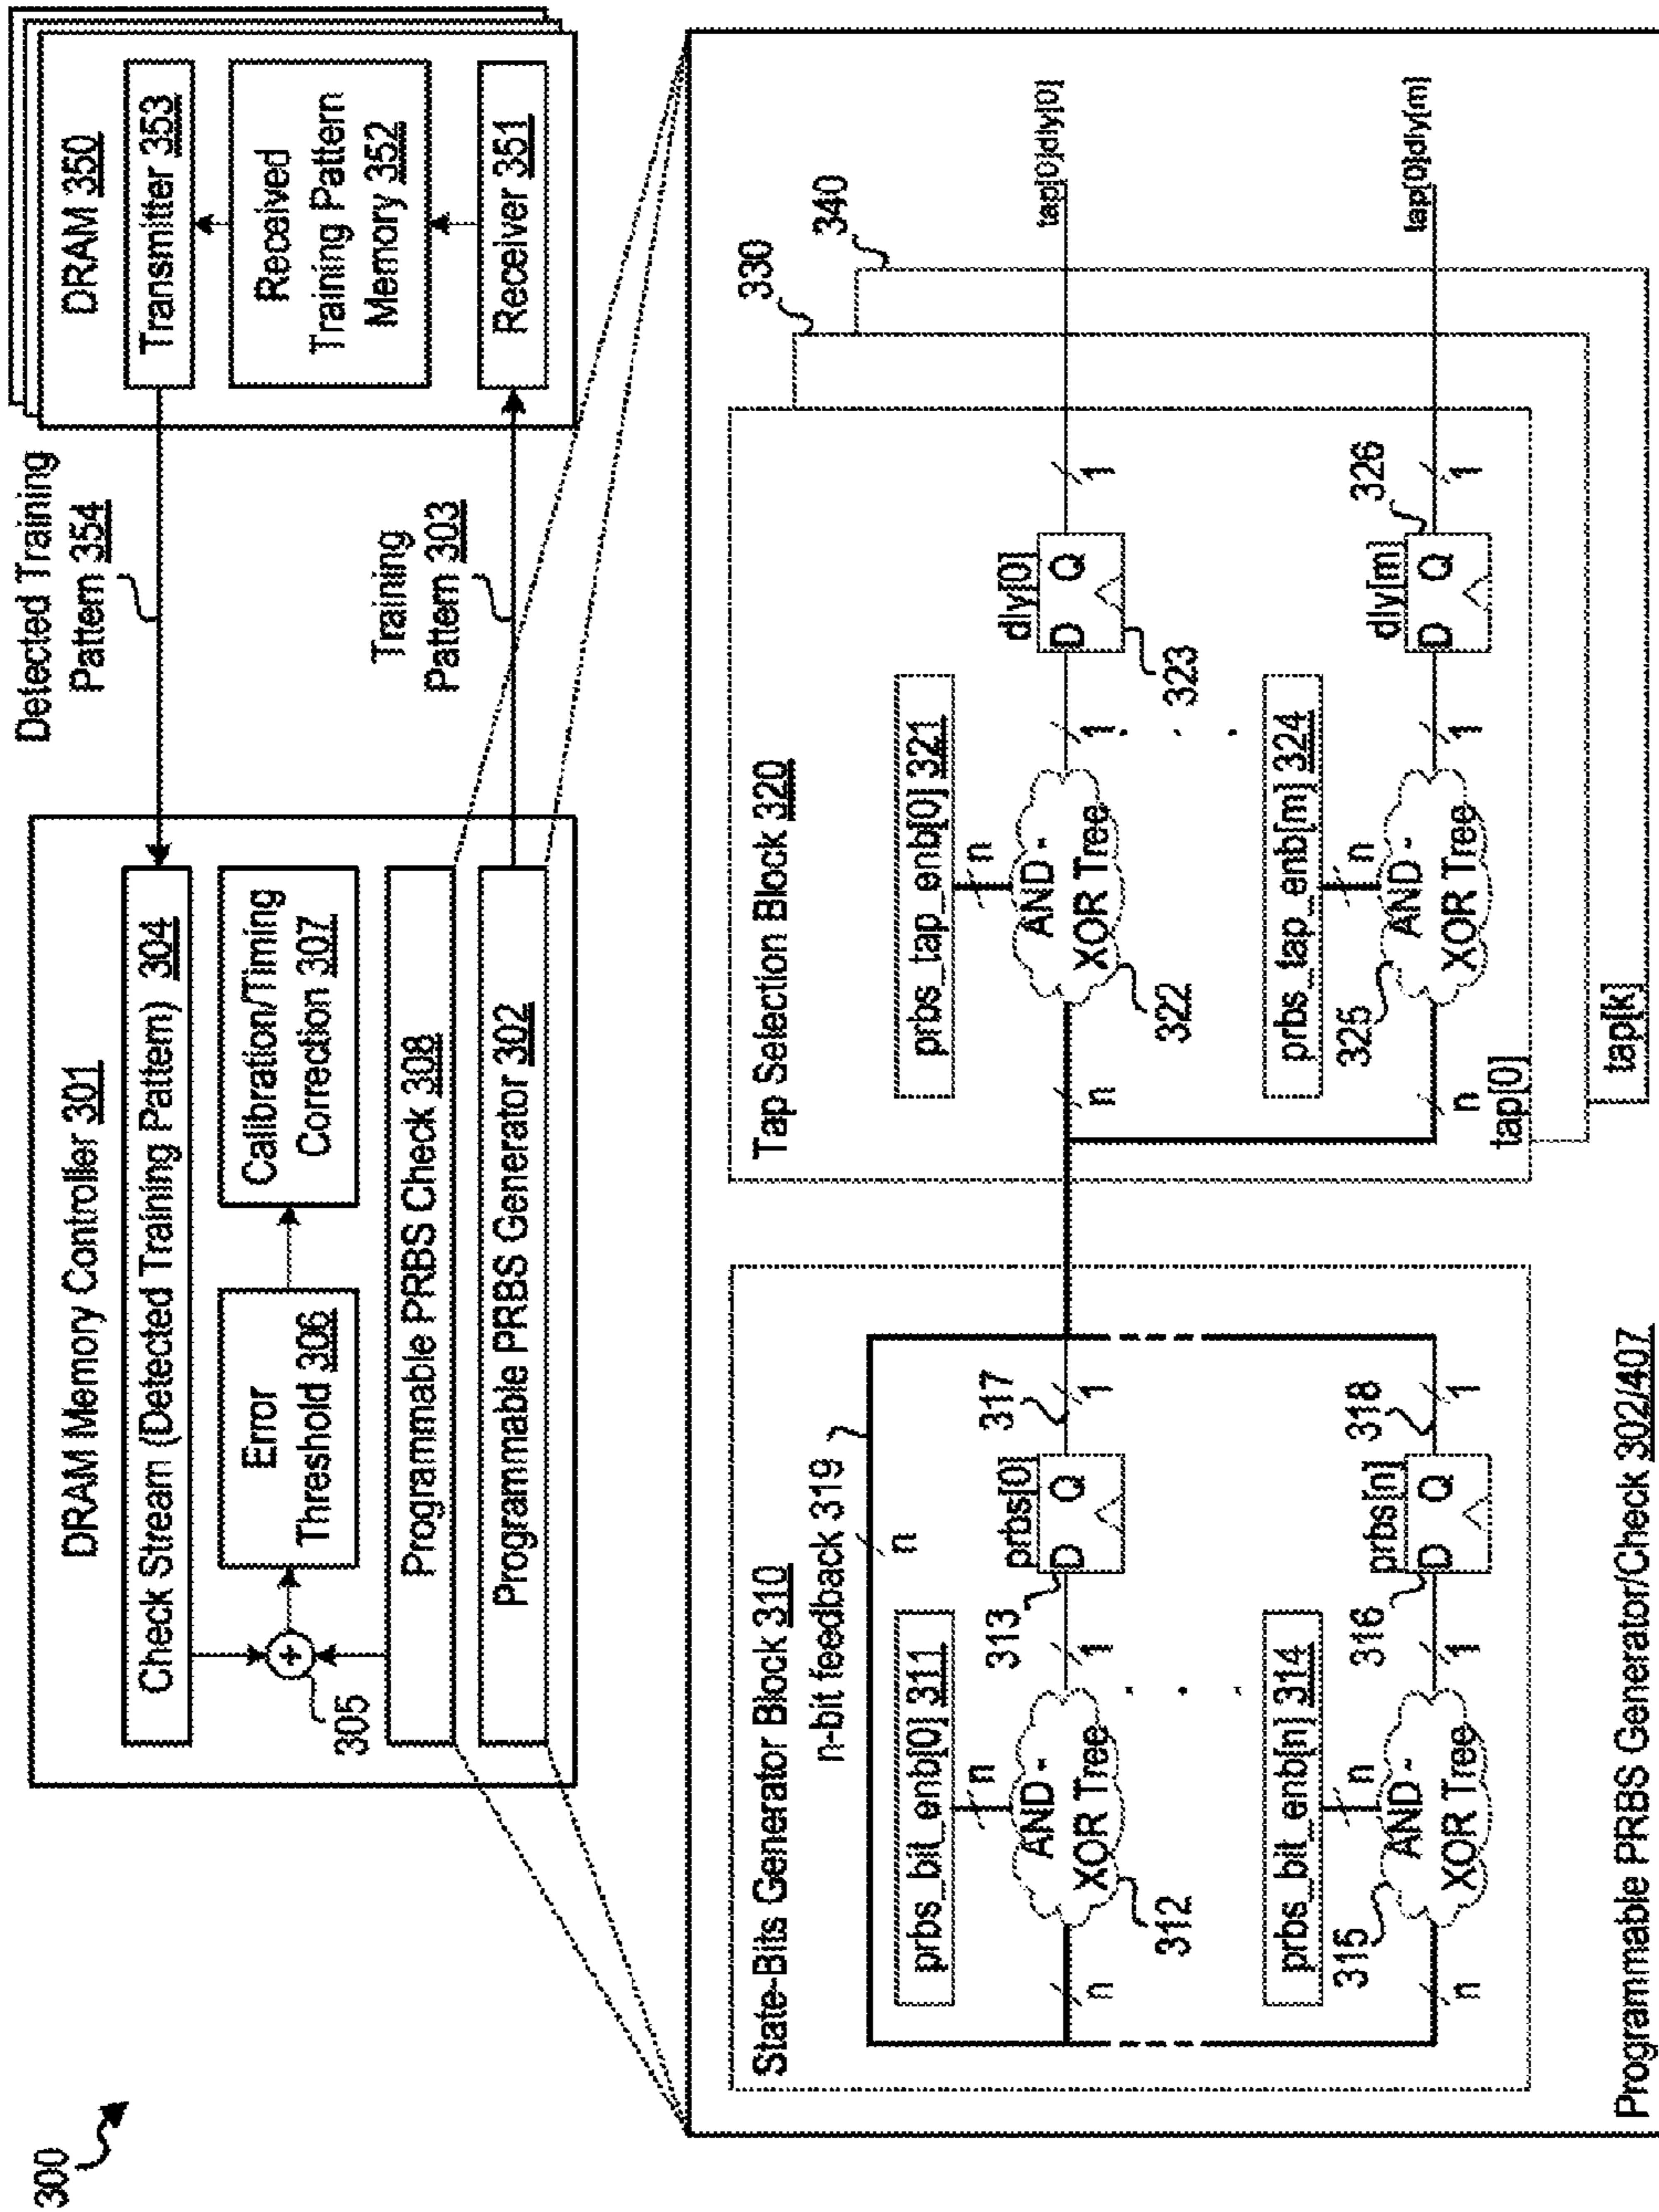 300
DRAM Memory Controller 301
Check Stream (Detected Training Pattern) 304
305
Error
Threshold 306
Calibration/Timing
Correction 307
Programmable PRBS Check 308
Programmable PRBS Generator 302
Detected Training
Pattern 354
Training
Pattern 303
DRAM 350
Transmitter 353
Received
Training Pattern
Memory 352
Receiver 351
State-Bits Generator Block 310
n-bit feedback 319
n
prbs_bit_enb[0] 311
n
AND -
XOR Tree
312
n
1
313
prbs[0]
D Q
317
1
. . .
prbs_bit_enb[n] 314
n
AND -
XOR Tree
315
n
1
316
prbs[n]
D Q
318
1
Tap Selection Block 320
330
340
prbs_tap_enb[0] 321
n
AND -
XOR Tree
322
n
1
dly[0]
D Q
323
1
tap[0]dly[0]
. . .
prbs_tap_enb[m] 324
n
AND -
XOR Tree
325
n
1
dly[m]
D Q
326
1
tap[0]dly[m]
tap[0]
tap[k]
Programmable PRBS Generator/Check 302/407